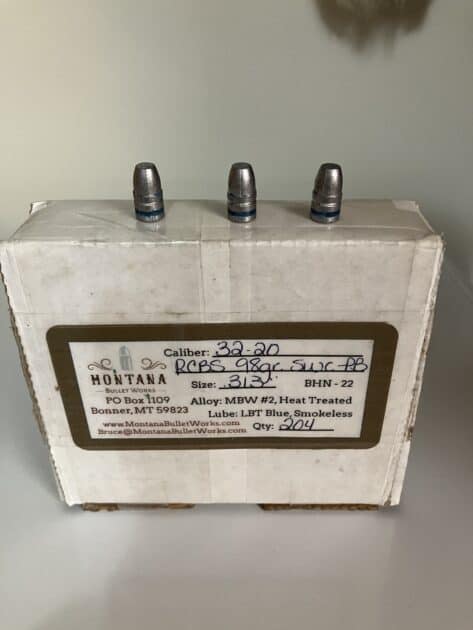 MONTANA
BULLET WORKS
PO Box 1109
Bonner, MT 59823
www.MontanaBulletWorks.com
Bruce@MontanaBulletWorks.com
Caliber: 32-20
RCBS 98gr. SWC-PB
Size: .313"
BHN - 22
Alloy: MBW #2, Heat Treated
Lube: LBT Blue, Smokeless
Qty: 204